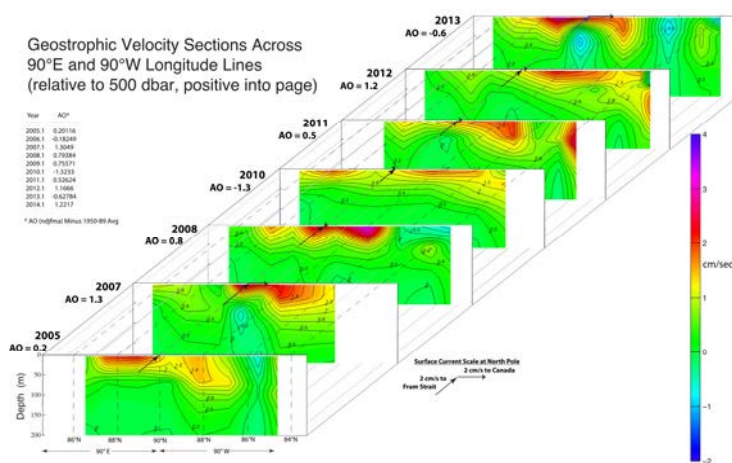 Geostrophic Velocity Sections Across
90°E and 90°W Longitude Lines
(relative to 500 dbar, positive into page)
Year AO*
2005.1 0.20116
2006.1 -0.18249
2007.1 1.3049
2008.1 0.79384
2009.1 0.75571
2010.1 -1.3233
2011.1 0.52624
2012.1 1.1666
2013.1 -0.62784
2014.1 1.2217
* AO (ndjfma) Minus 1950-89 Avg
2013
AO = -0.6
2012
AO = 1.2
2011
AO = 0.5
2010
AO = -1.3
2008
AO = 0.8
2007
AO = 1.3
2005
AO = 0.2
Depth (m)
0
50
100
150
200
86°N 88°N 90°N 88°N 86°N 84°N
90° E 90° W
Surface Current Scale at North Pole
2 cm/s to Canada
2 cm/s to
Fram Strait
4
3
2
cm/sec
1
0
-1
-2